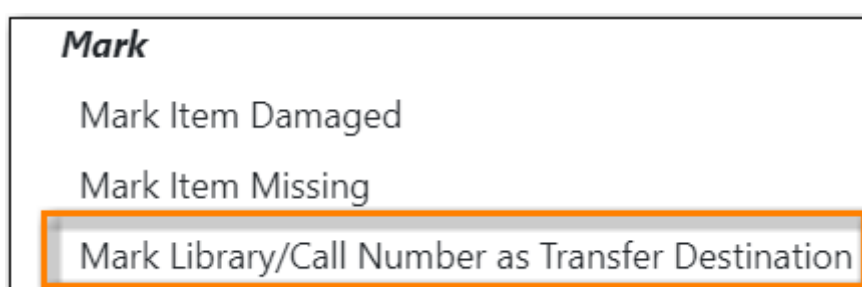 Mark
Mark Item Damaged
Mark Item Missing
Mark Library/Call Number as Transfer Destination